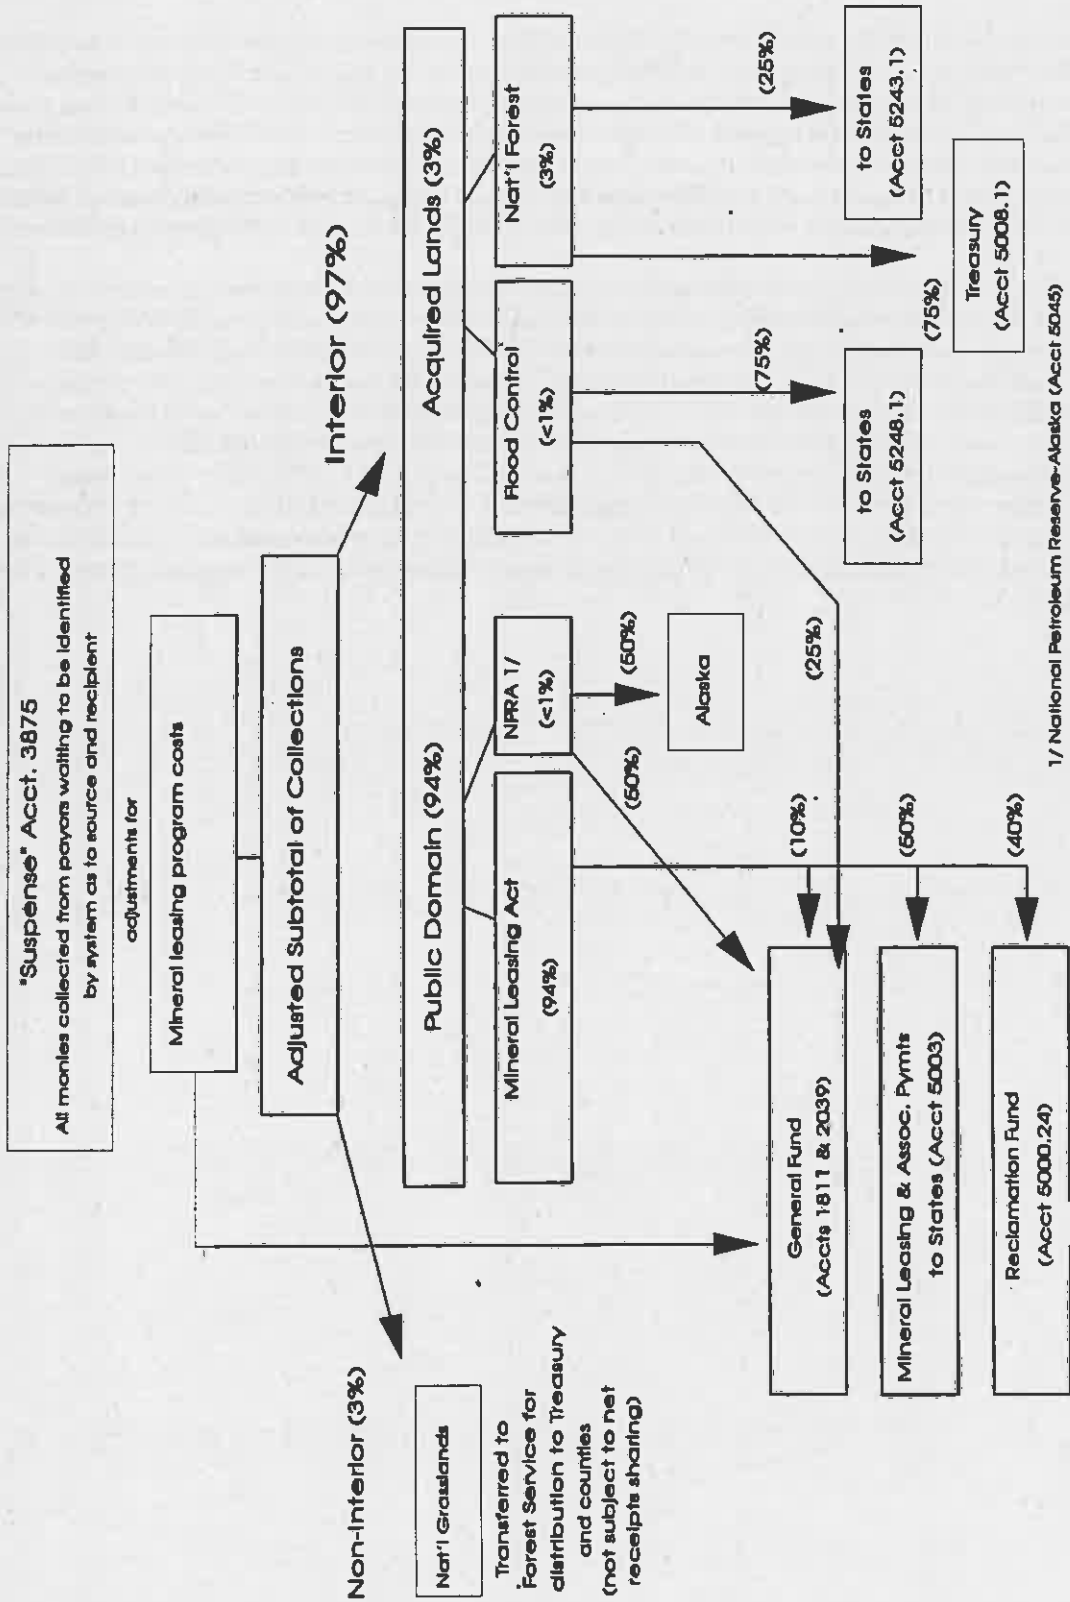 "Suspense" Acct. 3875
All monies collected from payors waiting to be identified
by system as to source and recipient
adjustments for
Mineral leasing program costs
Adjusted Subtotal of Collections
Non-Interior (3%)
Interior (97%)
Nat'l Grasslands
Transferred to
Forest Service for
distribution to Treasury
and counties
(not subject to net
receipts sharing)
Public Domain (94%)
Acquired Lands (3%)
Mineral Leasing Act
(94%)
NPRA 1/
(<1%)
Flood Control
(<1%)
Nat'l Forest
(3%)
(50%)
(50%)
Alaska
(75%)
(25%)
(25%)
(10%)
(50%)
(40%)
General Fund
(Accts 1811 & 2039)
Mineral Leasing & Assoc. Pymts
to States (Acct 5003)
Reclamation Fund
(Acct 5000.24)
to States
(Acct 5248.1)
(75%)
to States
(Acct 5243.1)
Treasury
(Acct 5008.1)
1/ National Petroleum Reserve-Alaska (Acct 5045)